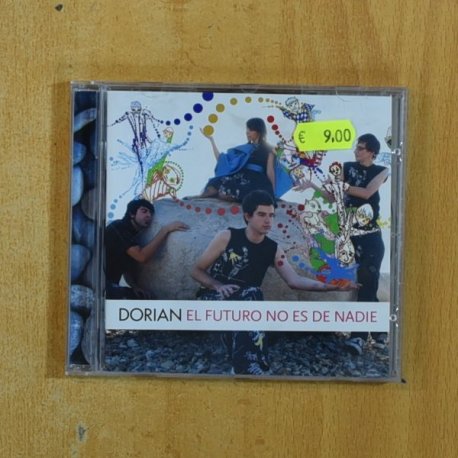 € 9,00
DORIAN EL FUTURO NO ES DE NADIE